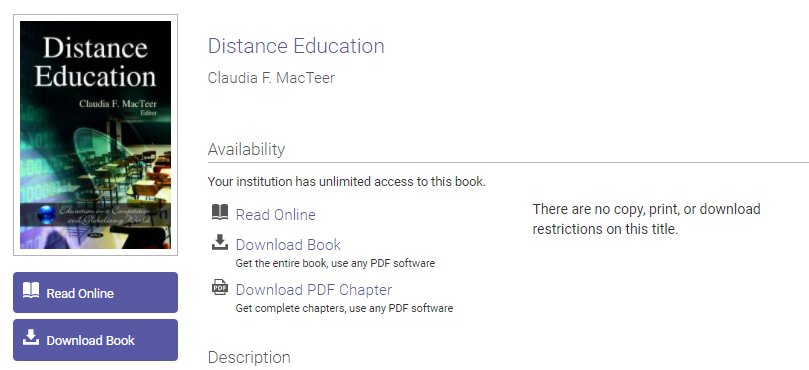 Distance
Education
Claudia F. MacTeer
Editor
Education in a Competitive
and Globalizing World
Read Online
Download Book
Distance Education
Claudia F. MacTeer
Availability
Your institution has unlimited access to this book.
Read Online
Download Book
Get the entire book, use any PDF software
PDF
Download PDF Chapter
Get complete chapters, use any PDF software
There are no copy, print, or download
restrictions on this title.
Description